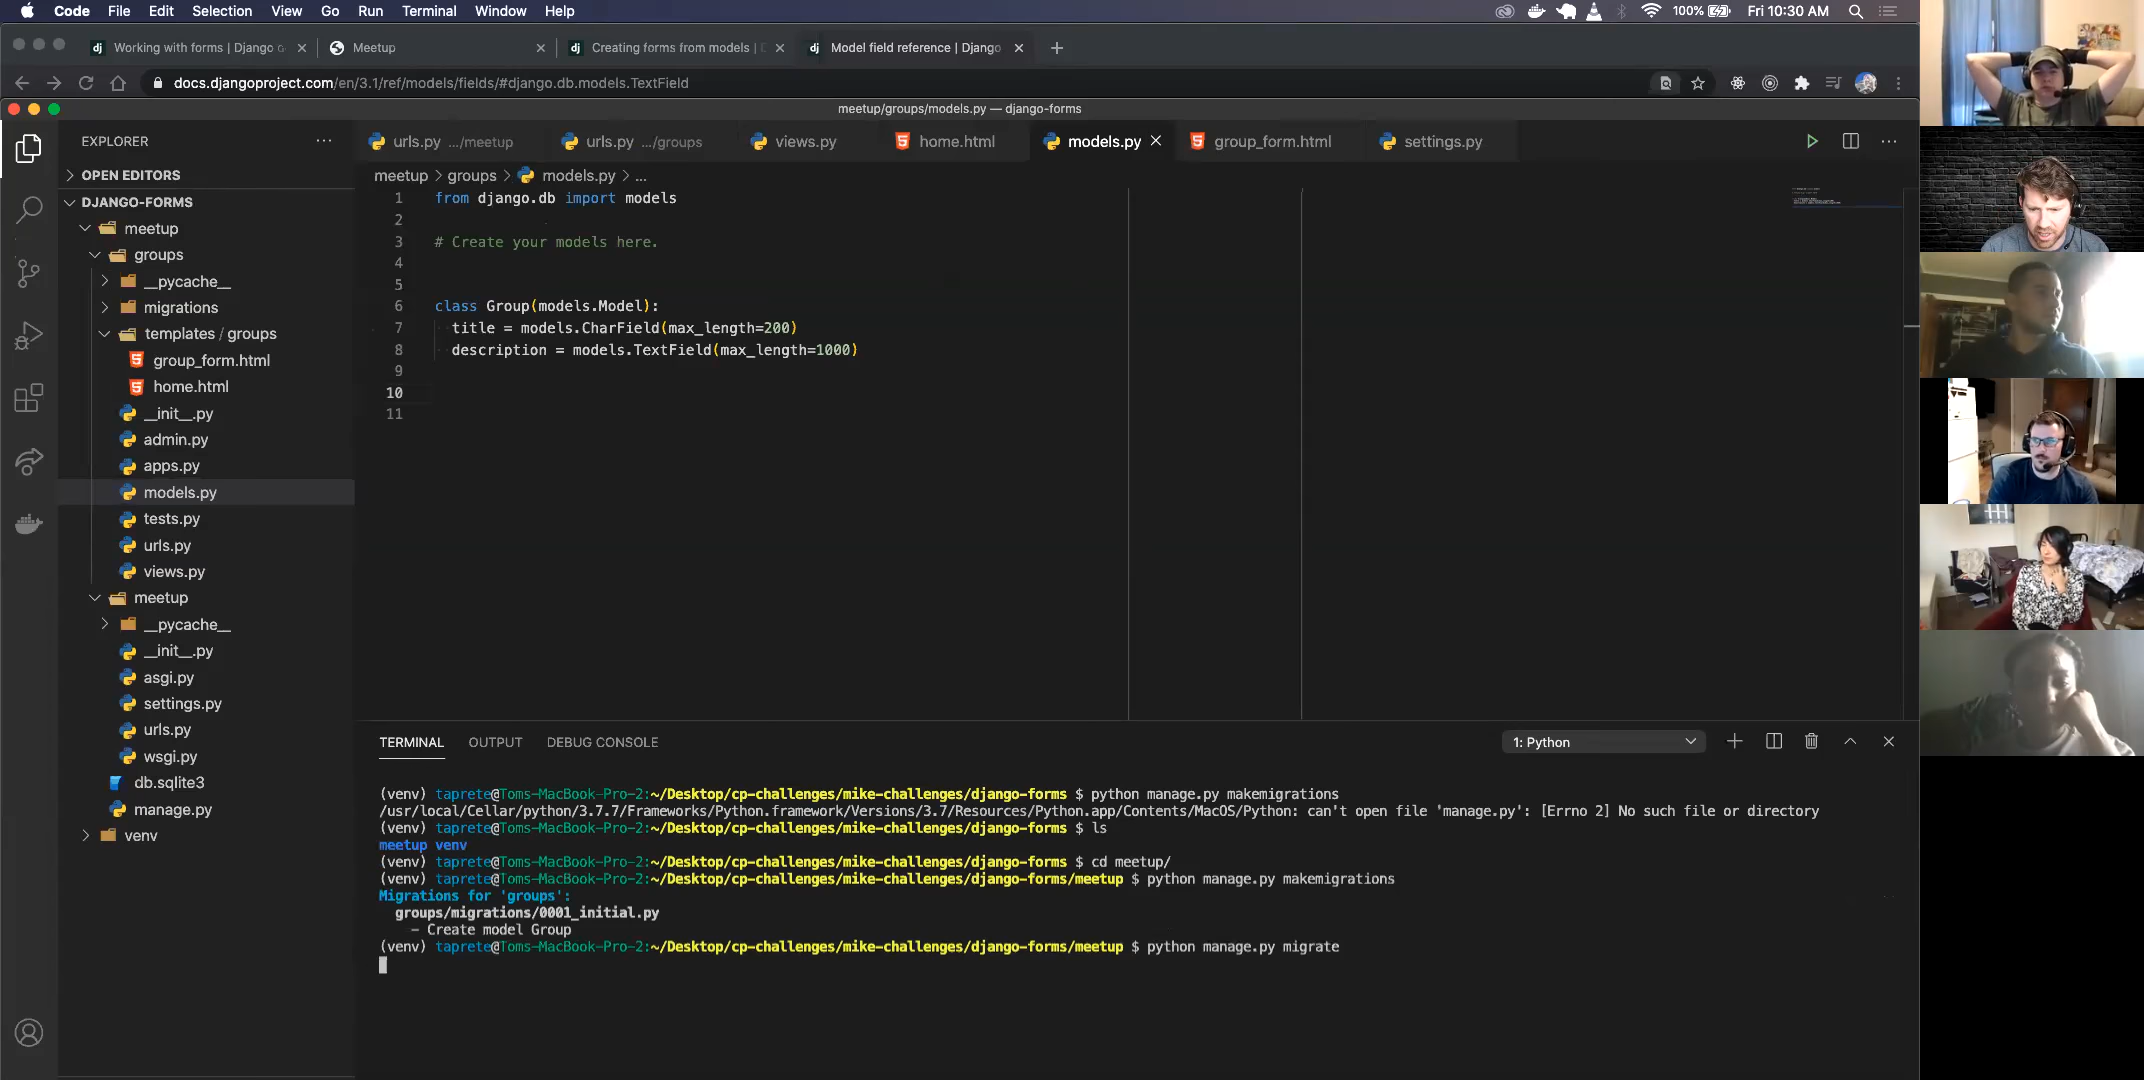 Code File Edit Selection View Go Run Terminal Window Help 100% Fri 10:30 AM
Working with forms | Django Meetup Creating forms from models | Model field reference | Django
docs.djangoproject.com/en/3.1/ref/models/fields/#django.db.models.TextField
meetup/groups/models.py — django-forms
EXPLORER
urls.py .../meetup urls.py .../groups views.py home.html models.py group_form.html settings.py
OPEN EDITORS
DJANGO-FORMS
meetup
groups
__pycache__
migrations
templates / groups
group_form.html
home.html
__init__.py
admin.py
apps.py
models.py
tests.py
urls.py
views.py
meetup
__pycache__
__init__.py
asgi.py
settings.py
urls.py
wsgi.py
db.sqlite3
manage.py
venv
meetup > groups > models.py > ...
1 from django.db import models
2
3 # Create your models here.
4
5
6 class Group(models.Model):
7 title = models.CharField(max_length=200)
8 description = models.TextField(max_length=1000)
9
10
11
TERMINAL OUTPUT DEBUG CONSOLE 1: Python
(venv) taprete@Toms-MacBook-Pro-2:~/Desktop/cp-challenges/mike-challenges/django-forms $ python manage.py makemigrations
/usr/local/Cellar/python/3.7.7/Frameworks/Python.framework/Versions/3.7/Resources/Python.app/Contents/MacOS/Python: can't open file 'manage.py': [Errno 2] No such file or directory
(venv) taprete@Toms-MacBook-Pro-2:~/Desktop/cp-challenges/mike-challenges/django-forms $ ls
meetup venv
(venv) taprete@Toms-MacBook-Pro-2:~/Desktop/cp-challenges/mike-challenges/django-forms $ cd meetup/
(venv) taprete@Toms-MacBook-Pro-2:~/Desktop/cp-challenges/mike-challenges/django-forms/meetup $ python manage.py makemigrations
Migrations for 'groups':
groups/migrations/0001_initial.py
- Create model Group
(venv) taprete@Toms-MacBook-Pro-2:~/Desktop/cp-challenges/mike-challenges/django-forms/meetup $ python manage.py migrate